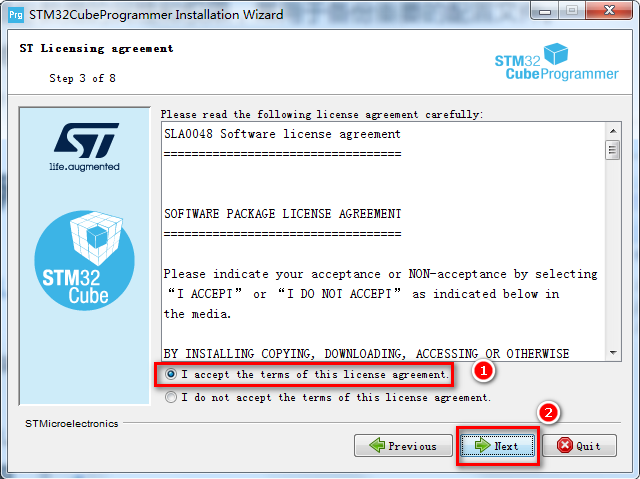 Prg STM32CubeProgrammer Installation Wizard
ST Licensing agreement
Step 3 of 8
STM32
CubeProgrammer
Please read the following license agreement carefully:
SLA0048 Software license agreement
==================================
SOFTWARE PACKAGE LICENSE AGREEMENT
==================================
Please indicate your acceptance or NON-acceptance by selecting
“I ACCEPT” or “I DO NOT ACCEPT” as indicated below in
the media.
BY INSTALLING COPYING, DOWNLOADING, ACCESSING OR OTHERWISE
ST
life.augmented
STM32
Cube
I accept the terms of this license agreement.
1
I do not accept the terms of this license agreement.
2
STMicroelectronics
Previous
Next
Quit